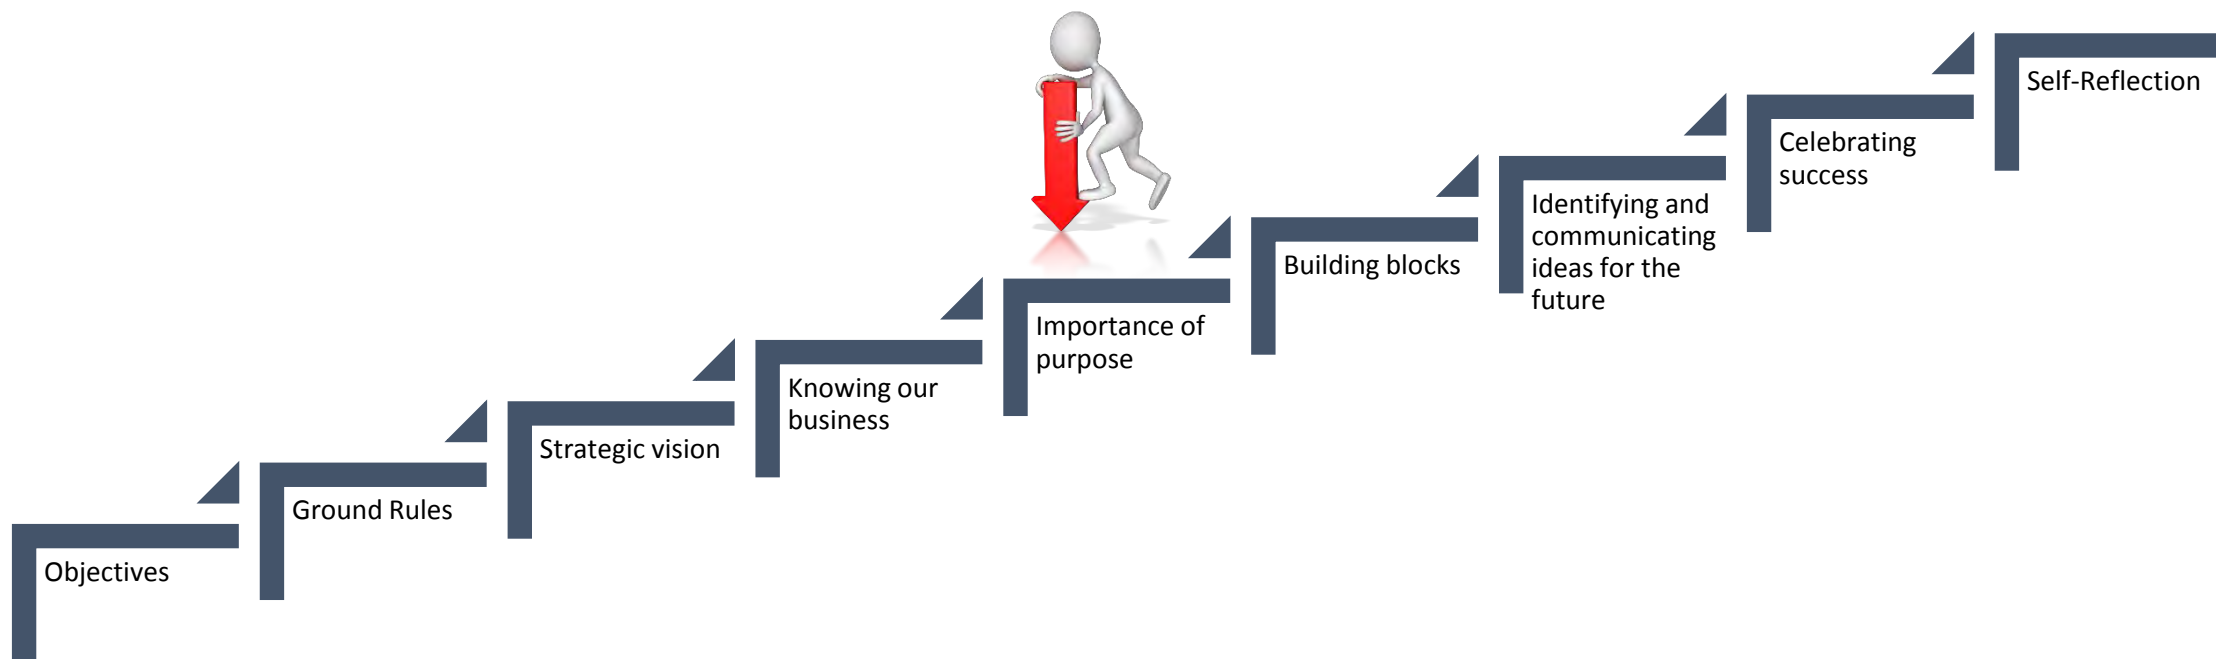 Objectives
Ground Rules
Strategic vision
Knowing our
business
Importance of
purpose
Building blocks
Identifying and
communicating
ideas for the
future
Celebrating
success
Self-Reflection